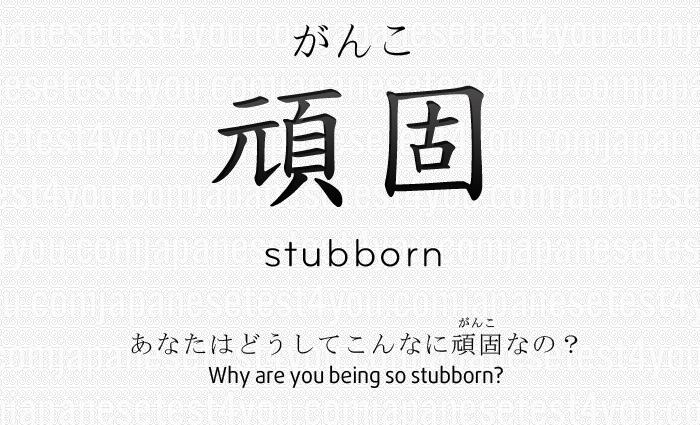 がんこ
頑固
stubborn
がんこ
あなたはどうしてこんなに頑固なの？
Why are you being so stubborn?